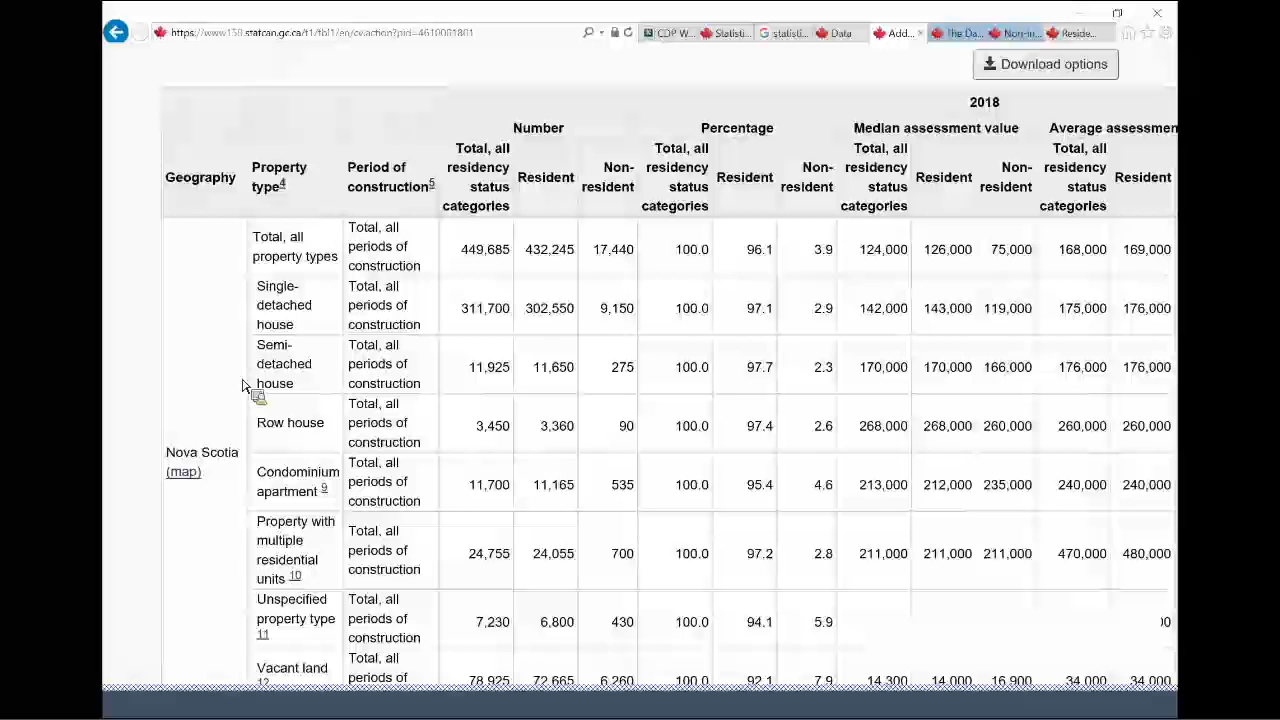 https://www150.statcan.gc.ca/t1/tbl1/en/cv.action?pid=4610001801
CDP W... Statisti... statisti... Data Add... × The Da... Non-in... Reside...
Download options
2018
Number Percentage Median assessment value Average assessmen
Geography Property type4 Period of construction5 Total, all residency status categories Resident Non-resident Total, all residency status categories Resident Non-resident Total, all residency status categories Resident Non-resident Total, all residency status categories Resident
Nova Scotia (map)
Total, all property types Total, all periods of construction 449,685 432,245 17,440 100.0 96.1 3.9 124,000 126,000 75,000 168,000 169,000
Single-detached house Total, all periods of construction 311,700 302,550 9,150 100.0 97.1 2.9 142,000 143,000 119,000 175,000 176,000
Semi-detached house Total, all periods of construction 11,925 11,650 275 100.0 97.7 2.3 170,000 170,000 166,000 176,000 176,000
Row house Total, all periods of construction 3,450 3,360 90 100.0 97.4 2.6 268,000 268,000 260,000 260,000 260,000
Condominium apartment 9 Total, all periods of construction 11,700 11,165 535 100.0 95.4 4.6 213,000 212,000 235,000 240,000 240,000
Property with multiple residential units 10 Total, all periods of construction 24,755 24,055 700 100.0 97.2 2.8 211,000 211,000 211,000 470,000 480,000
Unspecified property type 11 Total, all periods of construction 7,230 6,800 430 100.0 94.1 5.9
Vacant land 12 Total, all periods of 78,925 72,665 6,260 100.0 92.1 7.9 14,300 14,000 16,900 34,000 34,000